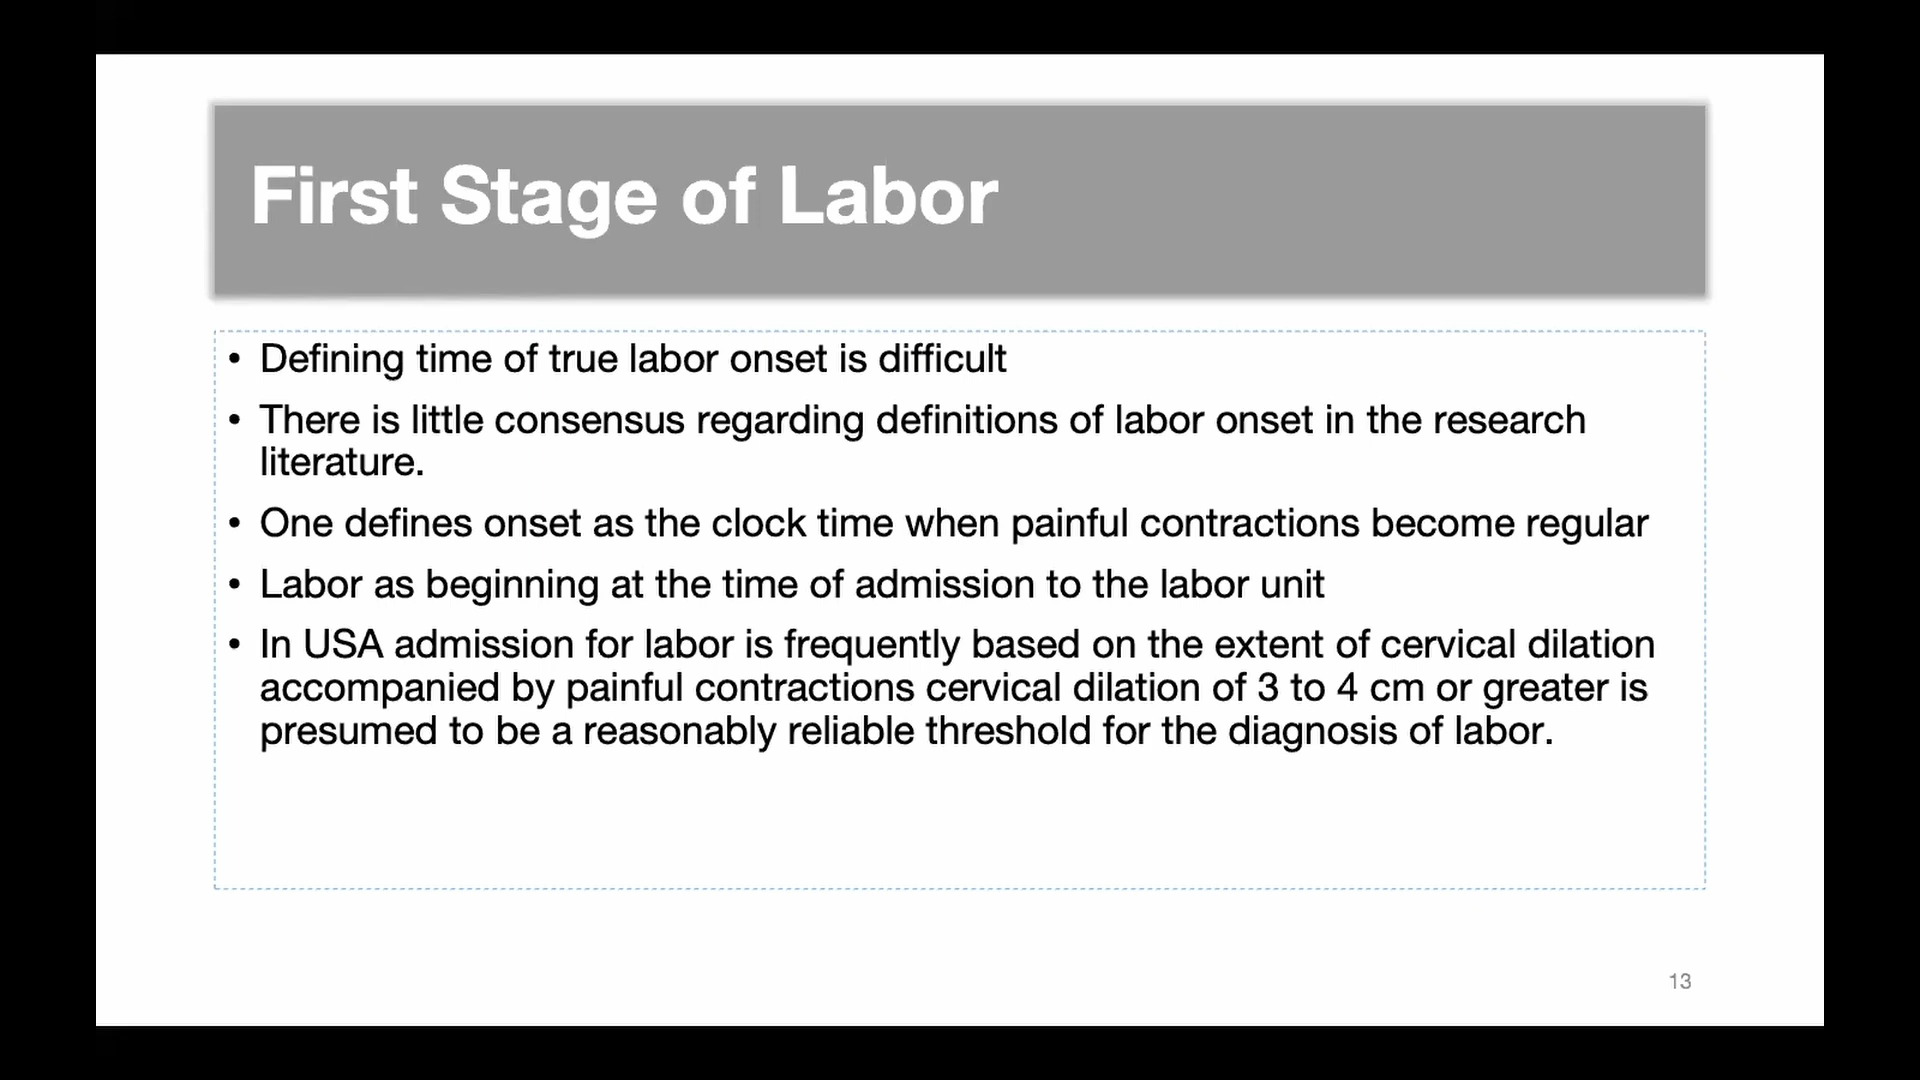 First Stage of Labor
• Defining time of true labor onset is difficult
• There is little consensus regarding definitions of labor onset in the research
literature.
• One defines onset as the clock time when painful contractions become regular
• Labor as beginning at the time of admission to the labor unit
• In USA admission for labor is frequently based on the extent of cervical dilation
accompanied by painful contractions cervical dilation of 3 to 4 cm or greater is
presumed to be a reasonably reliable threshold for the diagnosis of labor.
13